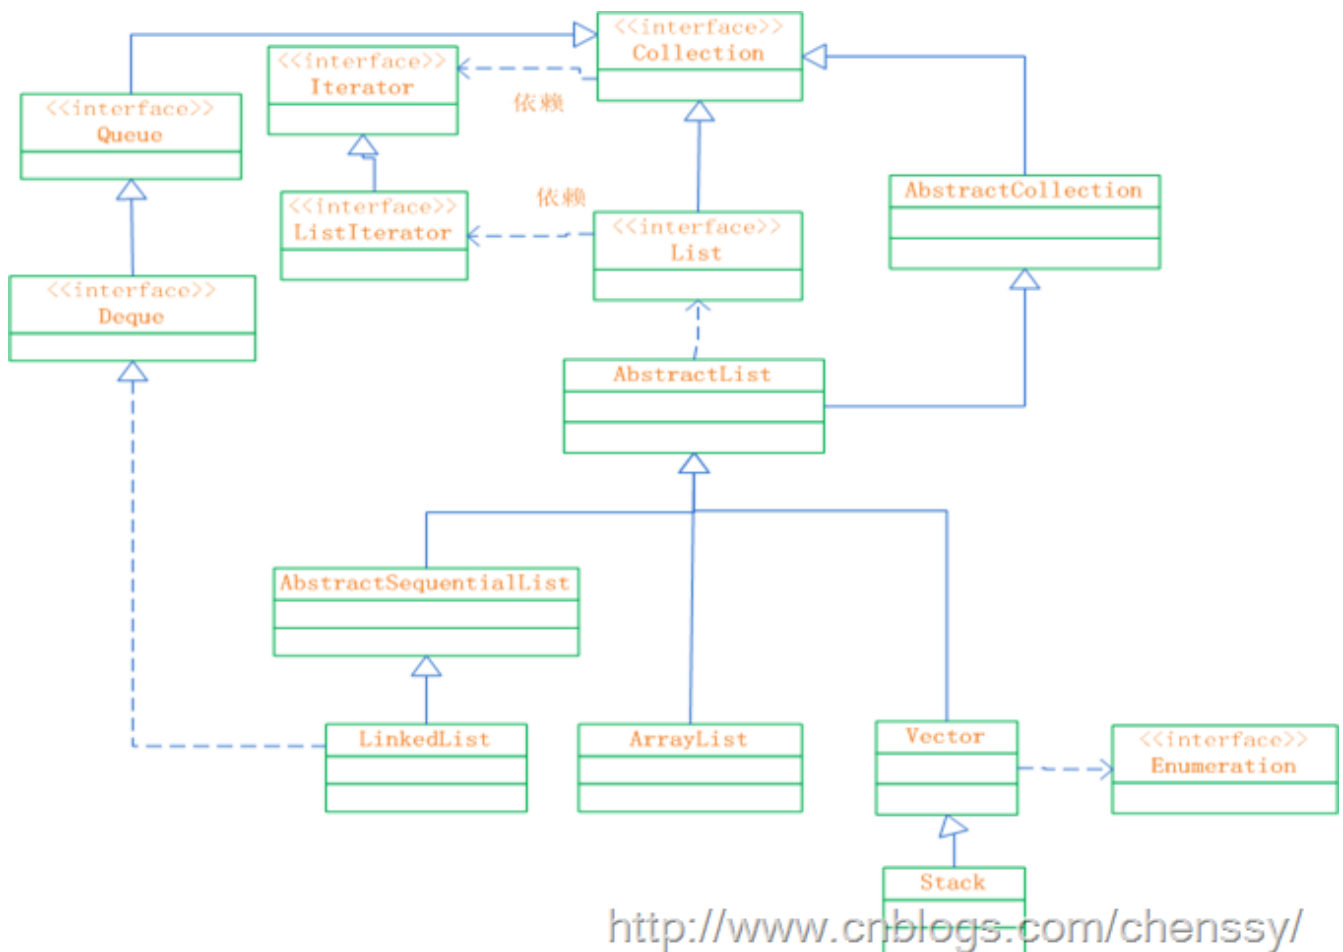 <<interface>>
Collection
<<interface>>
Iterator
依赖
<<interface>>
Queue
AbstractCollection
<<interface>>
ListIterator
依赖
<<interface>>
List
<<interface>>
Deque
AbstractList
AbstractSequentialList
LinkedList
ArrayList
Vector
<<interface>>
Enumeration
Stack
http://www.cnblogs.com/chenssy/